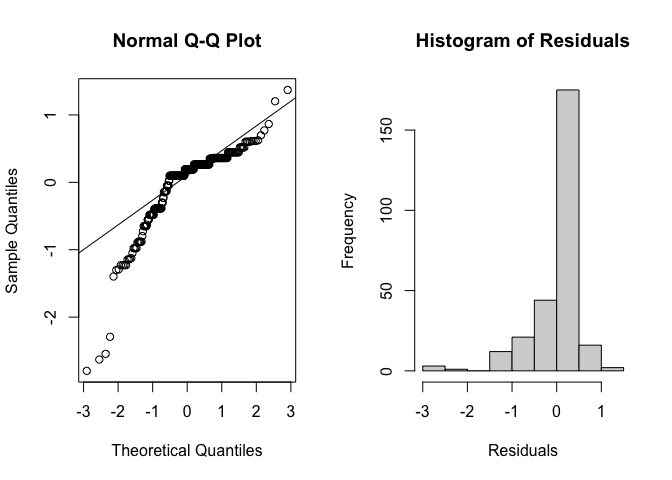 Normal Q-Q Plot
Sample Quantiles
1
0
-1
-2
-3 -2 -1 0 1 2 3
Theoretical Quantiles
Histogram of Residuals
Frequency
150
100
50
0
-3 -2 -1 0 1
Residuals